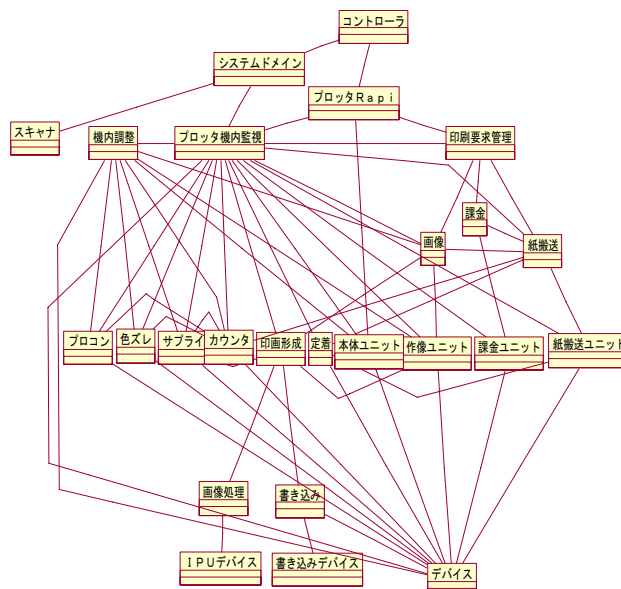 コントローラ
システムドメイン
プロッタＲａｐｉ
スキャナ
機内調整
プロッタ機内監視
印刷要求管理
課金
画像
紙搬送
プロコン
色ズレ
サプライ
カウンタ
印画形成
定着
本体ユニット
作像ユニット
課金ユニット
紙搬送ユニット
画像処理
書き込み
ＩＰＵデバイス
書き込みデバイス
デバイス